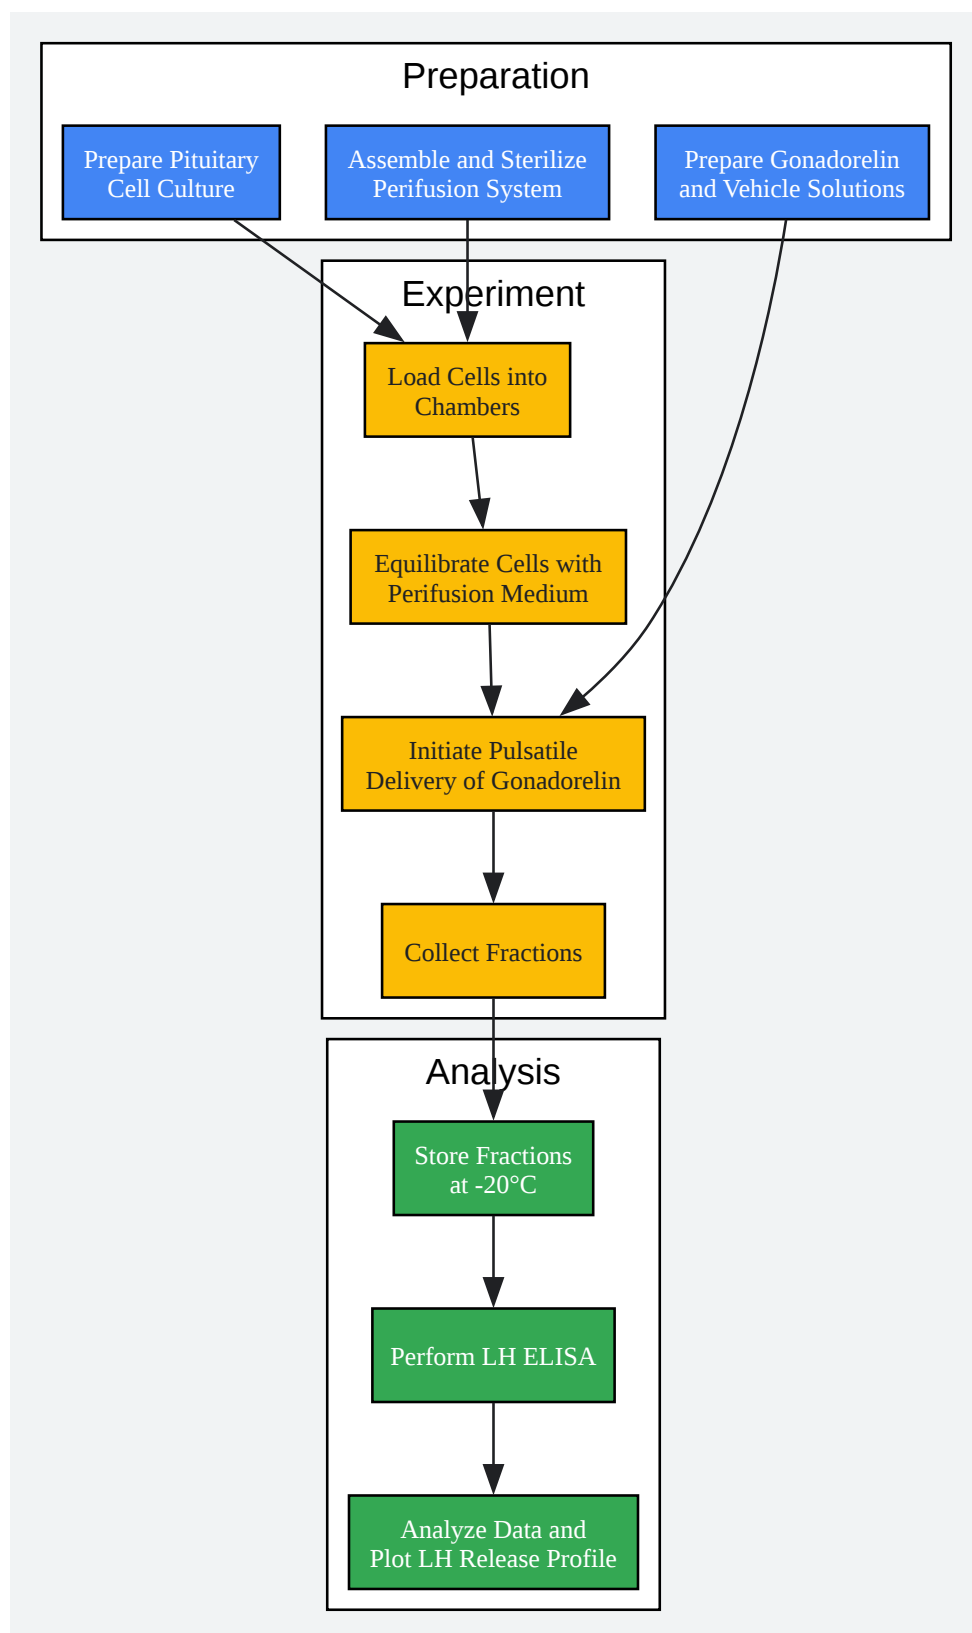 Preparation
Prepare Pituitary
Cell Culture
Assemble and Sterilize
Perifusion System
Prepare Gonadorelin
and Vehicle Solutions
Experiment
Load Cells into
Chambers
Equilibrate Cells with
Perifusion Medium
Initiate Pulsatile
Delivery of Gonadorelin
Collect Fractions
Analysis
Store Fractions
at -20°C
Perform LH ELISA
Analyze Data and
Plot LH Release Profile